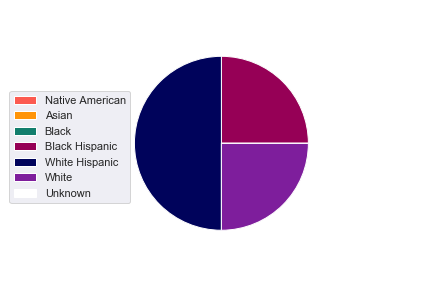 Native American
Asian
Black
Black Hispanic
White Hispanic
White
Unknown